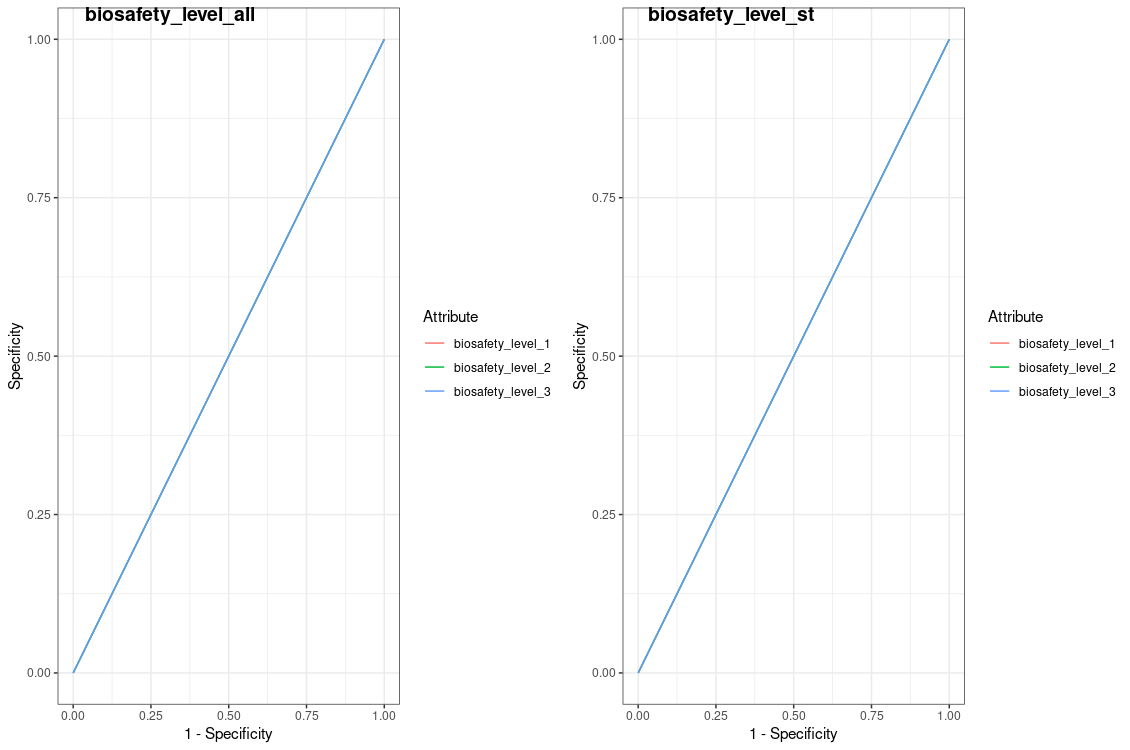 biosafety_level_all
1.00
0.75
0.50
0.25
0.00
Specificity
0.00 0.25 0.50 0.75 1.00
1 - Specificity
Attribute
biosafety_level_1
biosafety_level_2
biosafety_level_3
biosafety_level_st
1.00
0.75
0.50
0.25
0.00
Specificity
0.00 0.25 0.50 0.75 1.00
1 - Specificity
Attribute
biosafety_level_1
biosafety_level_2
biosafety_level_3